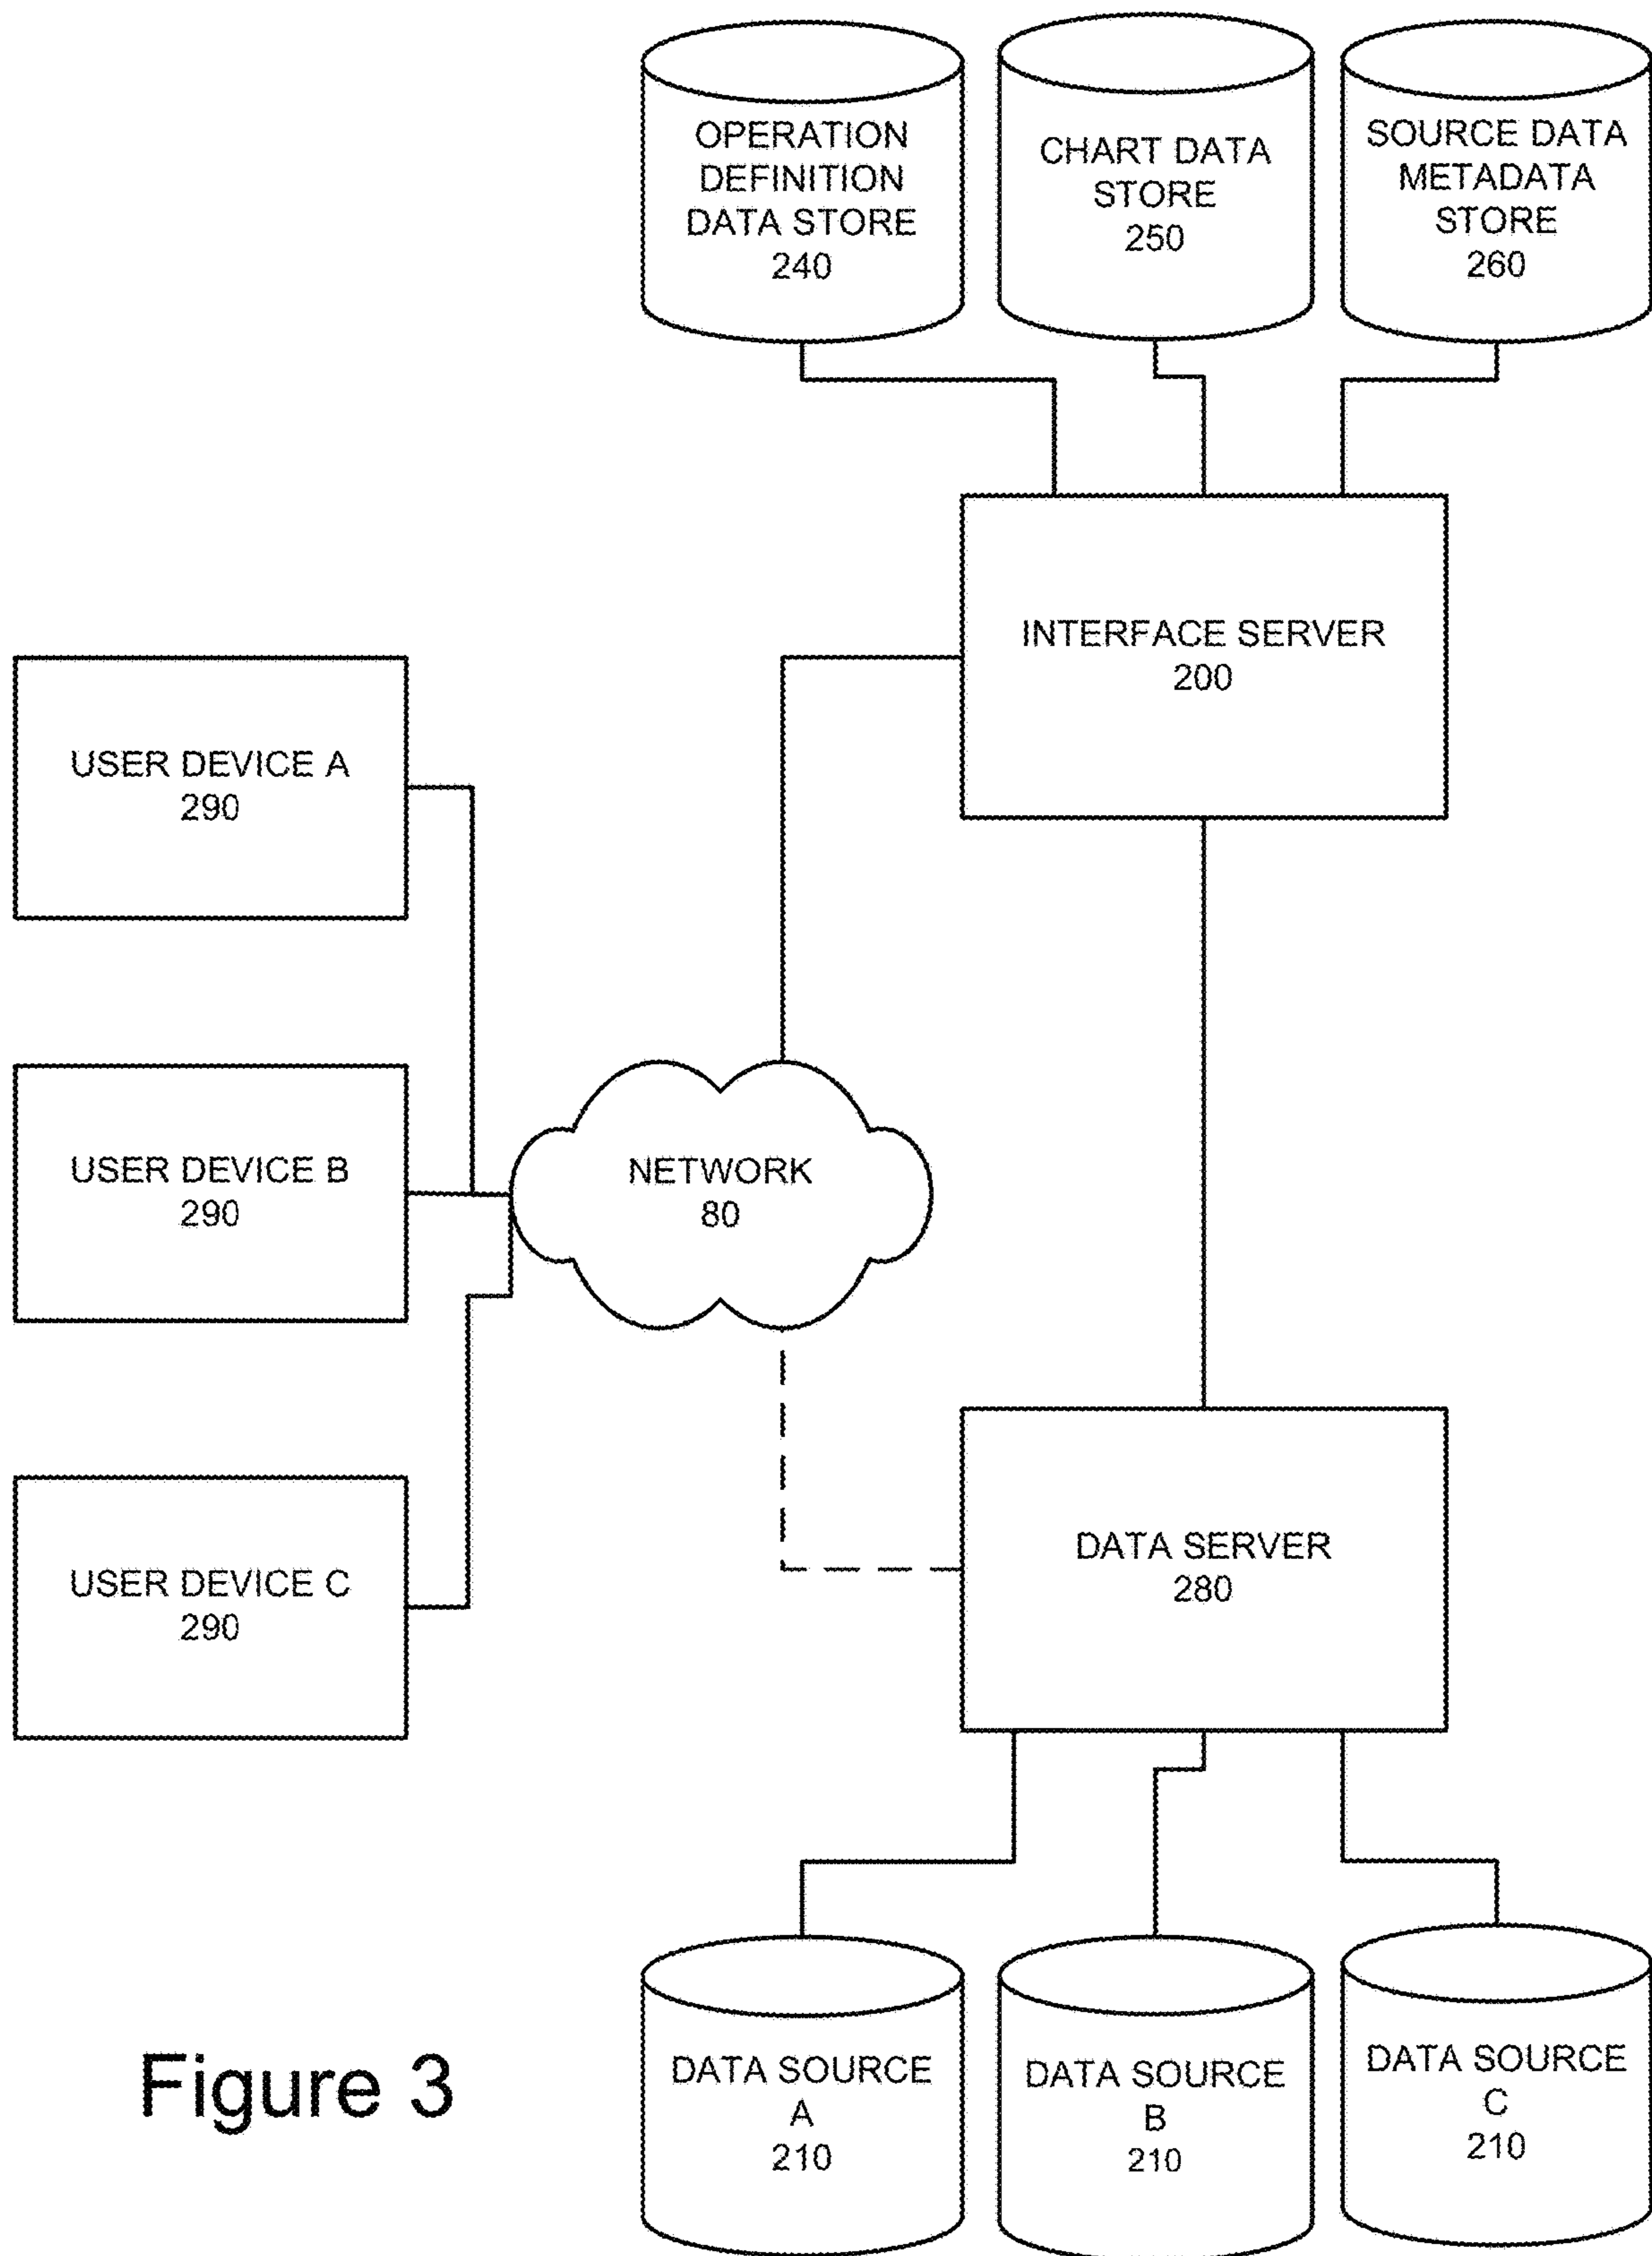 OPERATION
DEFINITION
DATA STORE
240
CHART DATA
STORE
250
SOURCE DATA
METADATA
STORE
260
INTERFACE SERVER
200
USER DEVICE A
290
USER DEVICE B
290
NETWORK
80
USER DEVICE C
290
DATA SERVER
280
DATA SOURCE
A
210
DATA SOURCE
B
210
DATA SOURCE
C
210
Figure 3